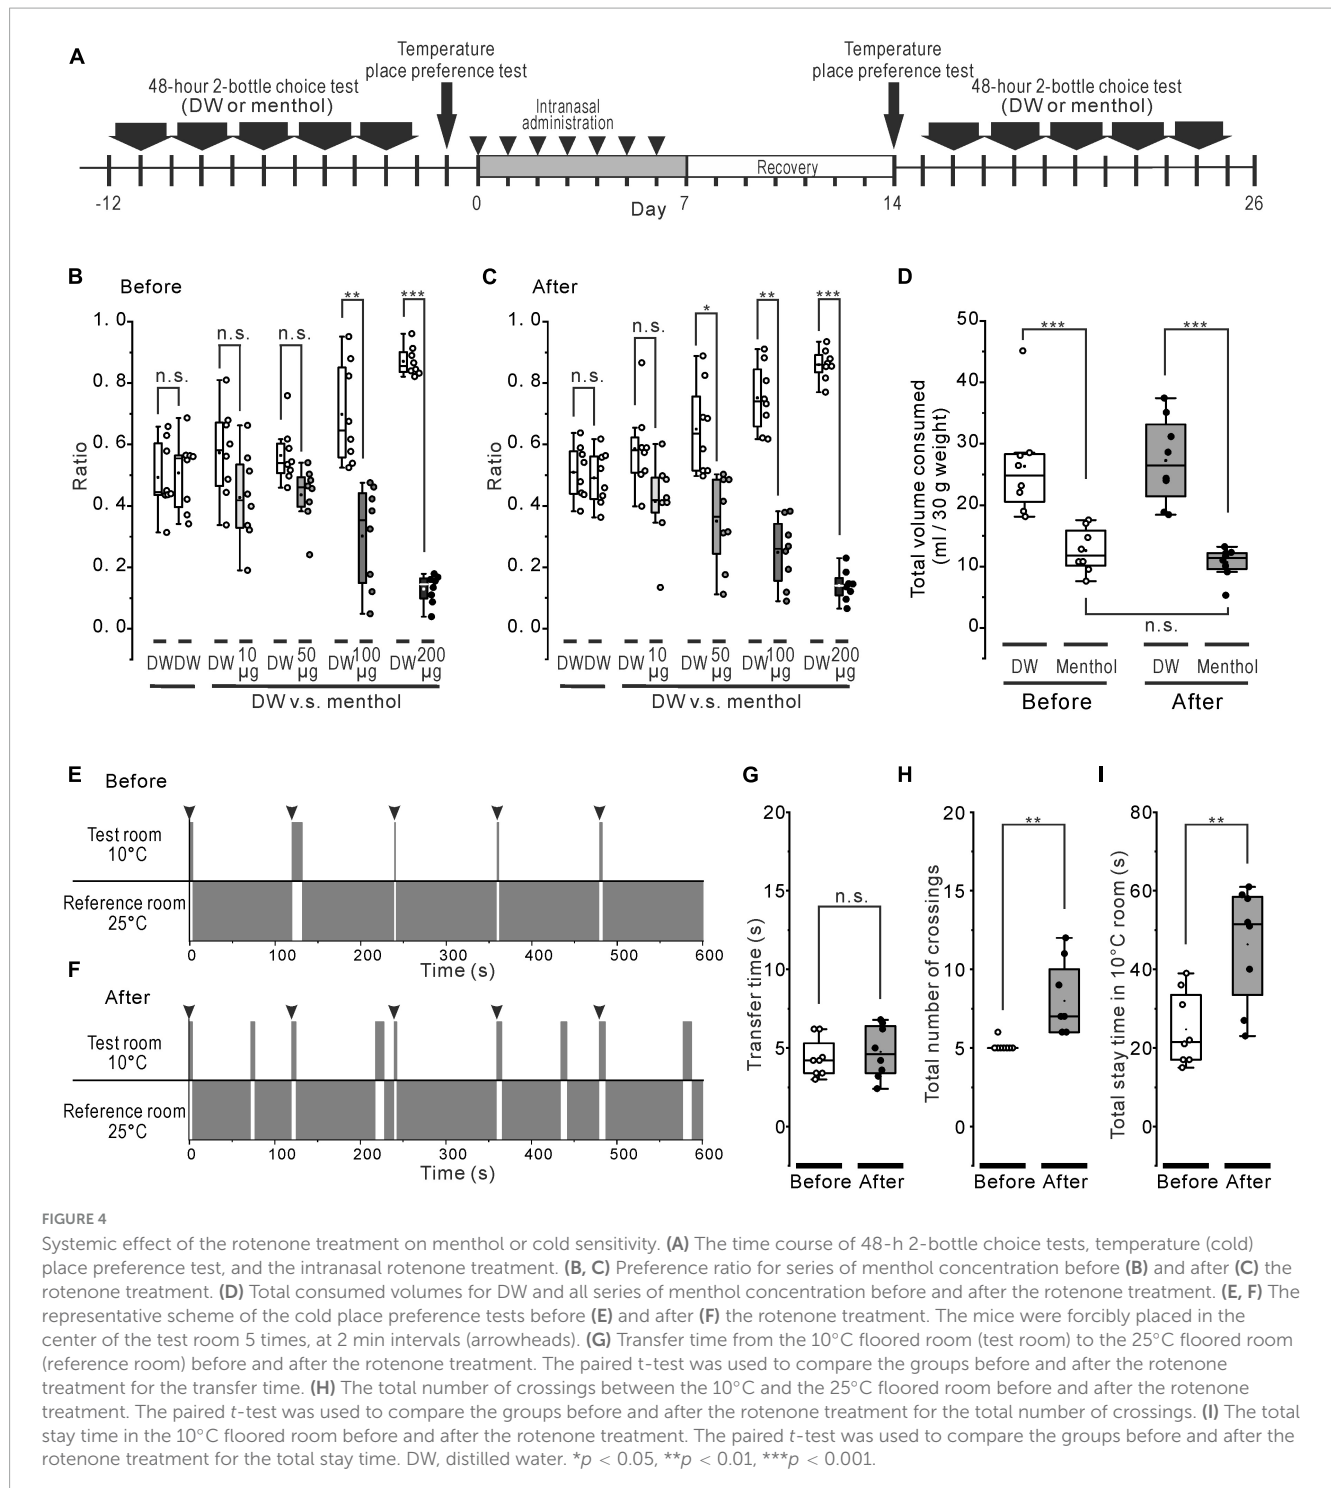 A
Temperature
place preference test
Temperature
place preference test
48-hour 2-bottle choice test
(DW or menthol)
48-hour 2-bottle choice test
(DW or menthol)
Intranasal
administration
Recovery
-12 0 Day 7 14 26
B Before
n.s. n.s. n.s. ** ***
1.0
0.8
0.6
0.4
0.2
0.0
Ratio
DW DW DW 10 µg DW 50 µg DW 100 µg DW 200 µg
DW v.s. menthol
C After
n.s. n.s. * ** ***
1.0
0.8
0.6
0.4
0.2
0.0
Ratio
DW DW DW 10 µg DW 50 µg DW 100 µg DW 200 µg
DW v.s. menthol
D
Total volume consumed
(ml / 30 g weight)
50
40
30
20
10
0
*** ***
n.s.
DW Menthol DW Menthol
Before After
E Before
Test room
10°C
Reference room
25°C
0 100 200 300 400 500 600
Time (s)
F
After
Test room
10°C
Reference room
25°C
0 100 200 300 400 500 600
Time (s)
G
Transfer time (s)
20
15
10
5
0
n.s.
Before After
H
Total number of crossings
20
15
10
5
0
**
Before After
I
Total stay time in 10°C room (s)
80
60
40
20
0
**
Before After
FIGURE 4
Systemic effect of the rotenone treatment on menthol or cold sensitivity. (A) The time course of 48-h 2-bottle choice tests, temperature (cold)
place preference test, and the intranasal rotenone treatment. (B, C) Preference ratio for series of menthol concentration before (B) and after (C) the
rotenone treatment. (D) Total consumed volumes for DW and all series of menthol concentration before and after the rotenone treatment. (E, F) The
representative scheme of the cold place preference tests before (E) and after (F) the rotenone treatment. The mice were forcibly placed in the
center of the test room 5 times, at 2 min intervals (arrowheads). (G) Transfer time from the 10°C floored room (test room) to the 25°C floored room
(reference room) before and after the rotenone treatment. The paired t-test was used to compare the groups before and after the rotenone
treatment for the transfer time. (H) The total number of crossings between the 10°C and the 25°C floored room before and after the rotenone
treatment. The paired t-test was used to compare the groups before and after the rotenone treatment for the total number of crossings. (I) The total
stay time in the 10°C floored room before and after the rotenone treatment. The paired t-test was used to compare the groups before and after the
rotenone treatment for the total stay time. DW, distilled water. *p < 0.05, **p < 0.01, ***p < 0.001.